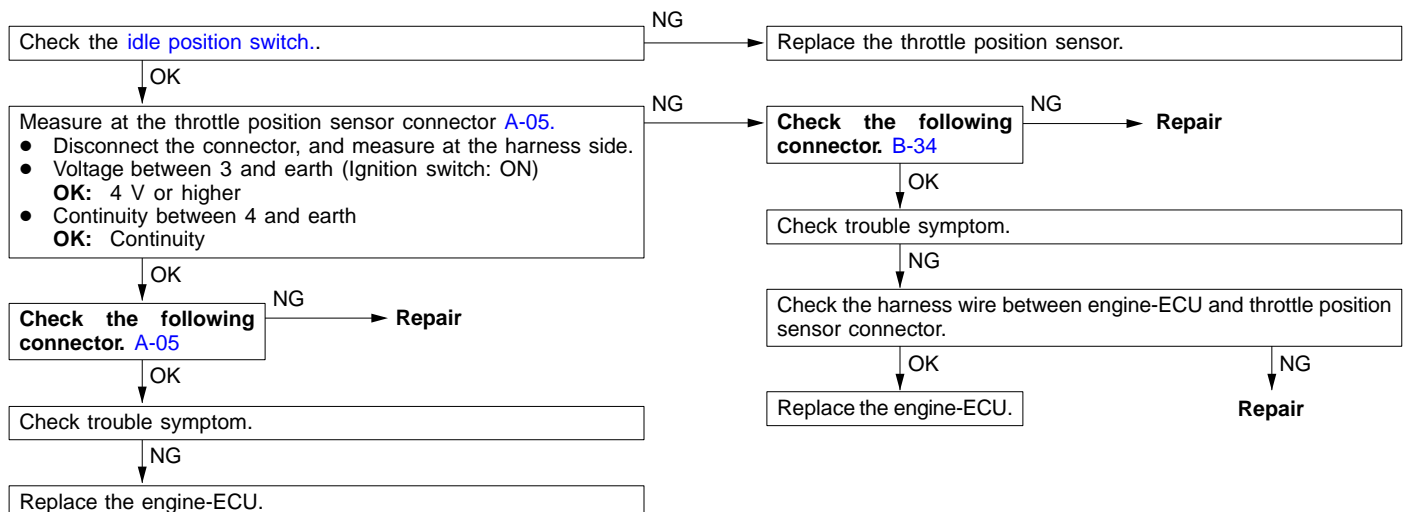 NG
Check the idle position switch..
Replace the throttle position sensor.
OK
NG
Measure at the throttle position sensor connector A-05.
● Disconnect the connector, and measure at the harness side.
● Voltage between 3 and earth (Ignition switch: ON)
OK: 4 V or higher
● Continuity between 4 and earth
OK: Continuity
Check the following
connector. B-34
NG
Repair
OK
Check trouble symptom.
NG
Check the harness wire between engine-ECU and throttle position
sensor connector.
OK
NG
Replace the engine-ECU.
Repair
OK
Check the following
connector. A-05
NG
Repair
OK
Check trouble symptom.
NG
Replace the engine-ECU.